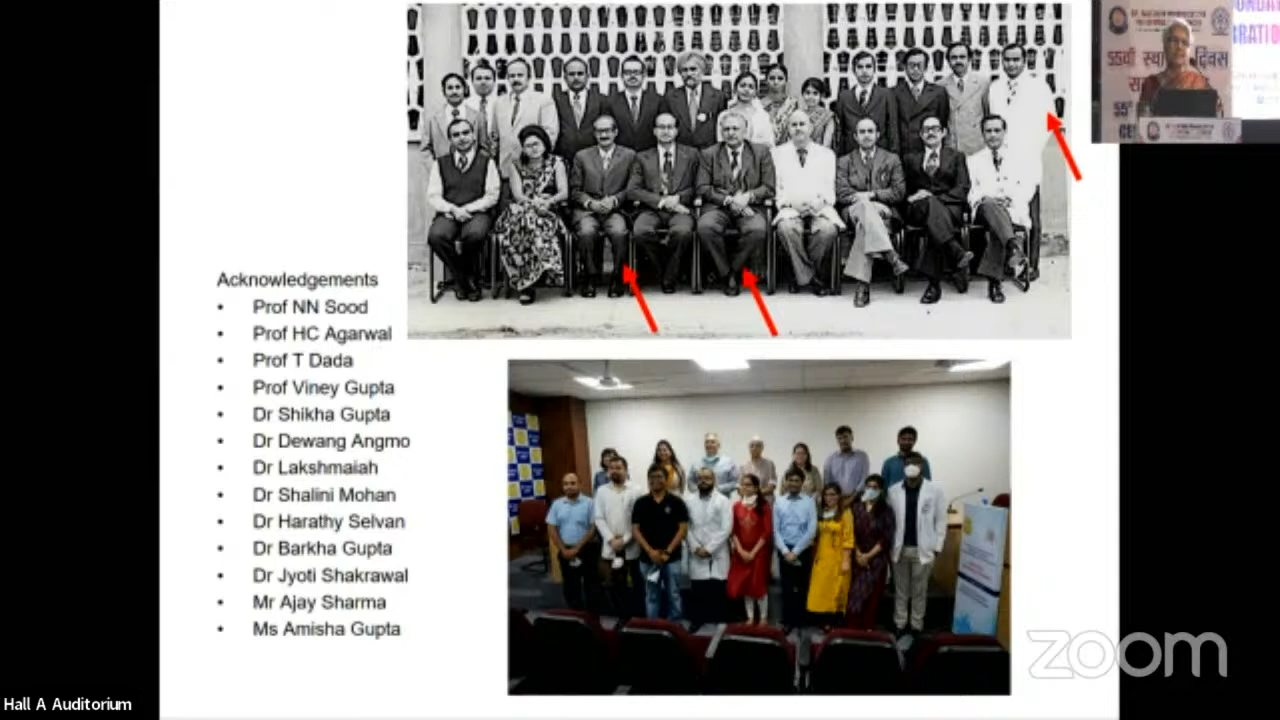 55वां
Acknowledgements
• Prof NN Sood
• Prof HC Agarwal
• Prof T Dada
• Prof Viney Gupta
• Dr Shikha Gupta
• Dr Dewang Angmo
• Dr Lakshmaiah
• Dr Shalini Mohan
• Dr Harathy Selvan
• Dr Barkha Gupta
• Dr Jyoti Shakrawal
• Mr Ajay Sharma
• Ms Amisha Gupta
zoom
Hall A Auditorium